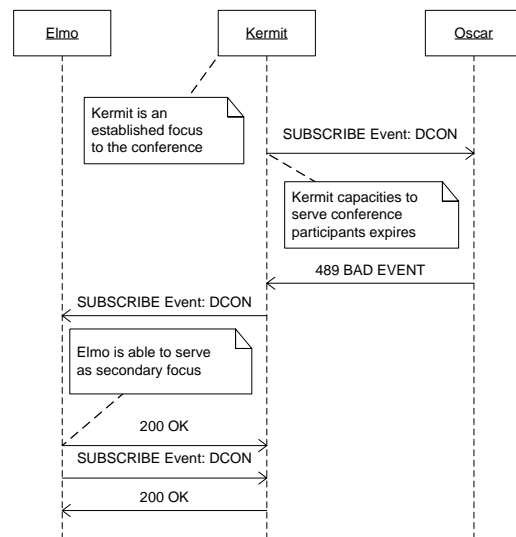 Elmo
Kermit
Oscar
Kermit is an
established focus
to the conference
SUBSCRIBE Event: DCON
Kermit capacities to
serve conference
participants expires
489 BAD EVENT
SUBSCRIBE Event: DCON
Elmo is able to serve
as secondary focus
200 OK
SUBSCRIBE Event: DCON
200 OK